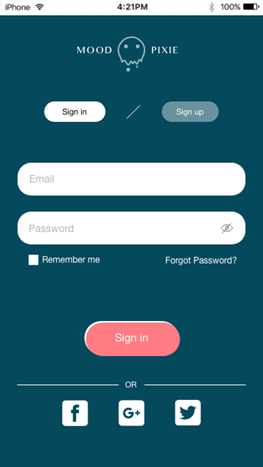 iPhone 4:21PM 100%
MOOD PIXIE
Sign in / Sign up
Email
Password
Remember me Forgot Password?
Sign in
OR
f G+